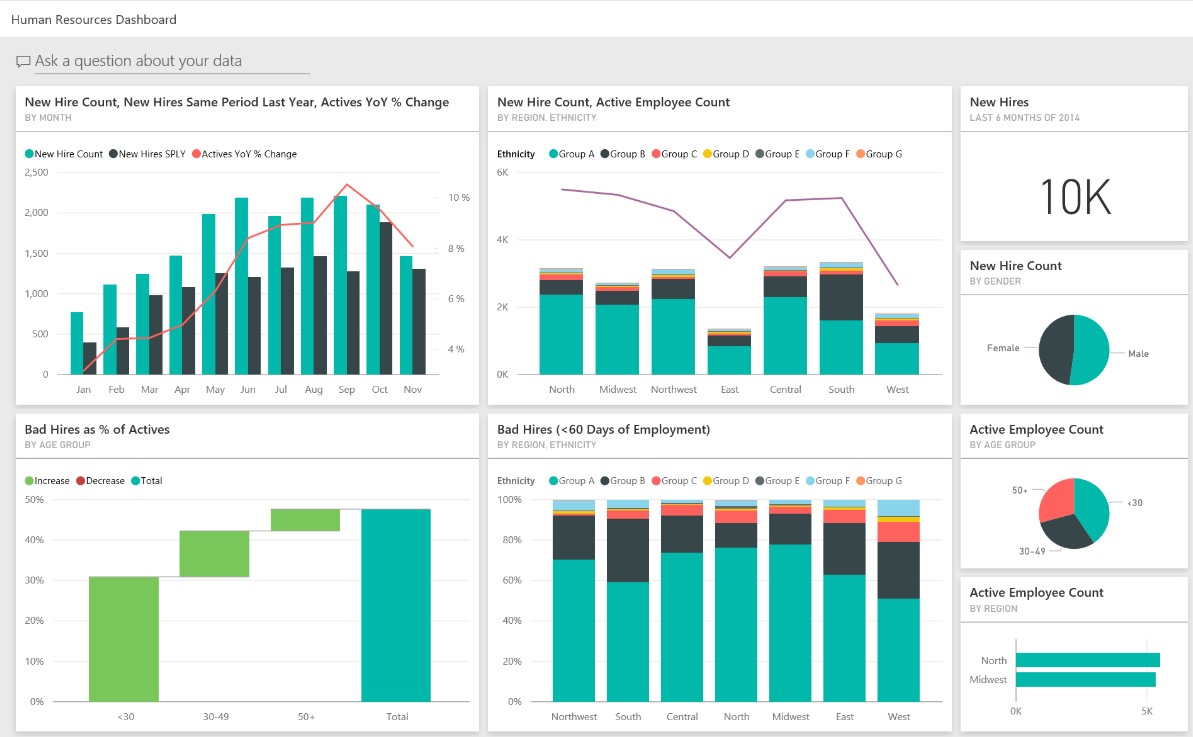 Human Resources Dashboard
Ask a question about your data
New Hire Count, New Hires Same Period Last Year, Actives YoY % Change
BY MONTH
New Hire Count New Hires SPLY Actives YoY % Change
2,500
2,000
1,500
1,000
500
0
10 %
8 %
6 %
4 %
Jan Feb Mar Apr May Jun Jul Aug Sep Oct Nov
New Hire Count, Active Employee Count
BY REGION, ETHNICITY
Ethnicity Group A Group B Group C Group D Group E Group F Group G
6K
4K
2K
0K
North Midwest Northwest East Central South West
New Hires
LAST 6 MONTHS OF 2014
10K
New Hire Count
BY GENDER
Female Male
Bad Hires as % of Actives
BY AGE GROUP
Increase Decrease Total
50%
40%
30%
20%
10%
0%
<30 30-49 50+ Total
Bad Hires (<60 Days of Employment)
BY REGION, ETHNICITY
Ethnicity Group A Group B Group C Group D Group E Group F Group G
100%
80%
60%
40%
20%
0%
Northwest South Central North Midwest East West
Active Employee Count
BY AGE GROUP
50+
<30
30-49
Active Employee Count
BY REGION
North
Midwest
0K 5K